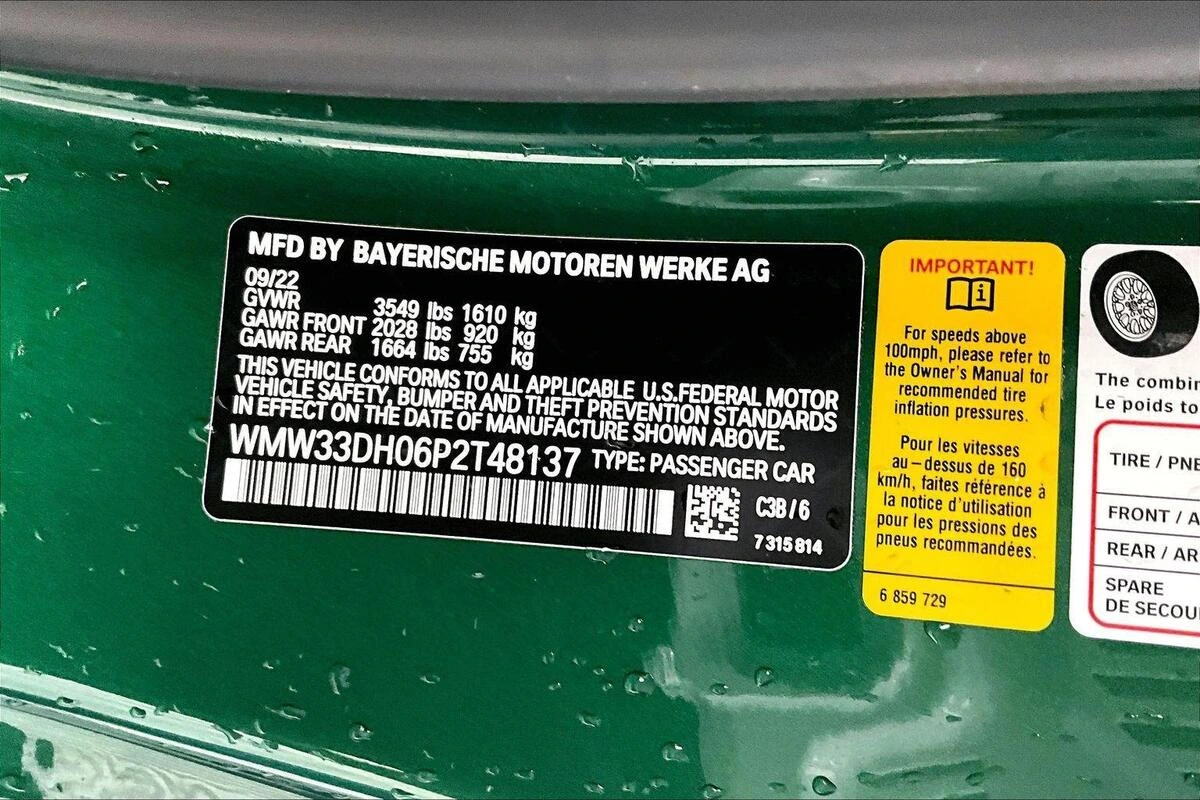 MFD BY BAYERISCHE MOTOREN WERKE AG
09/22
GVWR 3549 lbs 1610 kg
GAWR FRONT 2028 lbs 920 kg
GAWR REAR 1664 lbs 755 kg
THIS VEHICLE CONFORMS TO ALL APPLICABLE U.S.FEDERAL MOTOR
VEHICLE SAFETY, BUMPER AND THEFT PREVENTION STANDARDS
IN EFFECT ON THE DATE OF MANUFACTURE SHOWN ABOVE.
WMW33DH06P2T48137 TYPE: PASSENGER CAR
C3B / 6
7 315 814
IMPORTANT!
i
For speeds above
100mph, please refer to
the Owner's Manual for
recommended tire
inflation pressures.
Pour les vitesses
au-dessus de 160
km/h, faites référence à
la notice d'utilisation
pour les pressions des
pneus recommandées.
6 859 729
The combin
Le poids to
TIRE / PNE
FRONT / A
REAR / AR
SPARE
DE SECOU